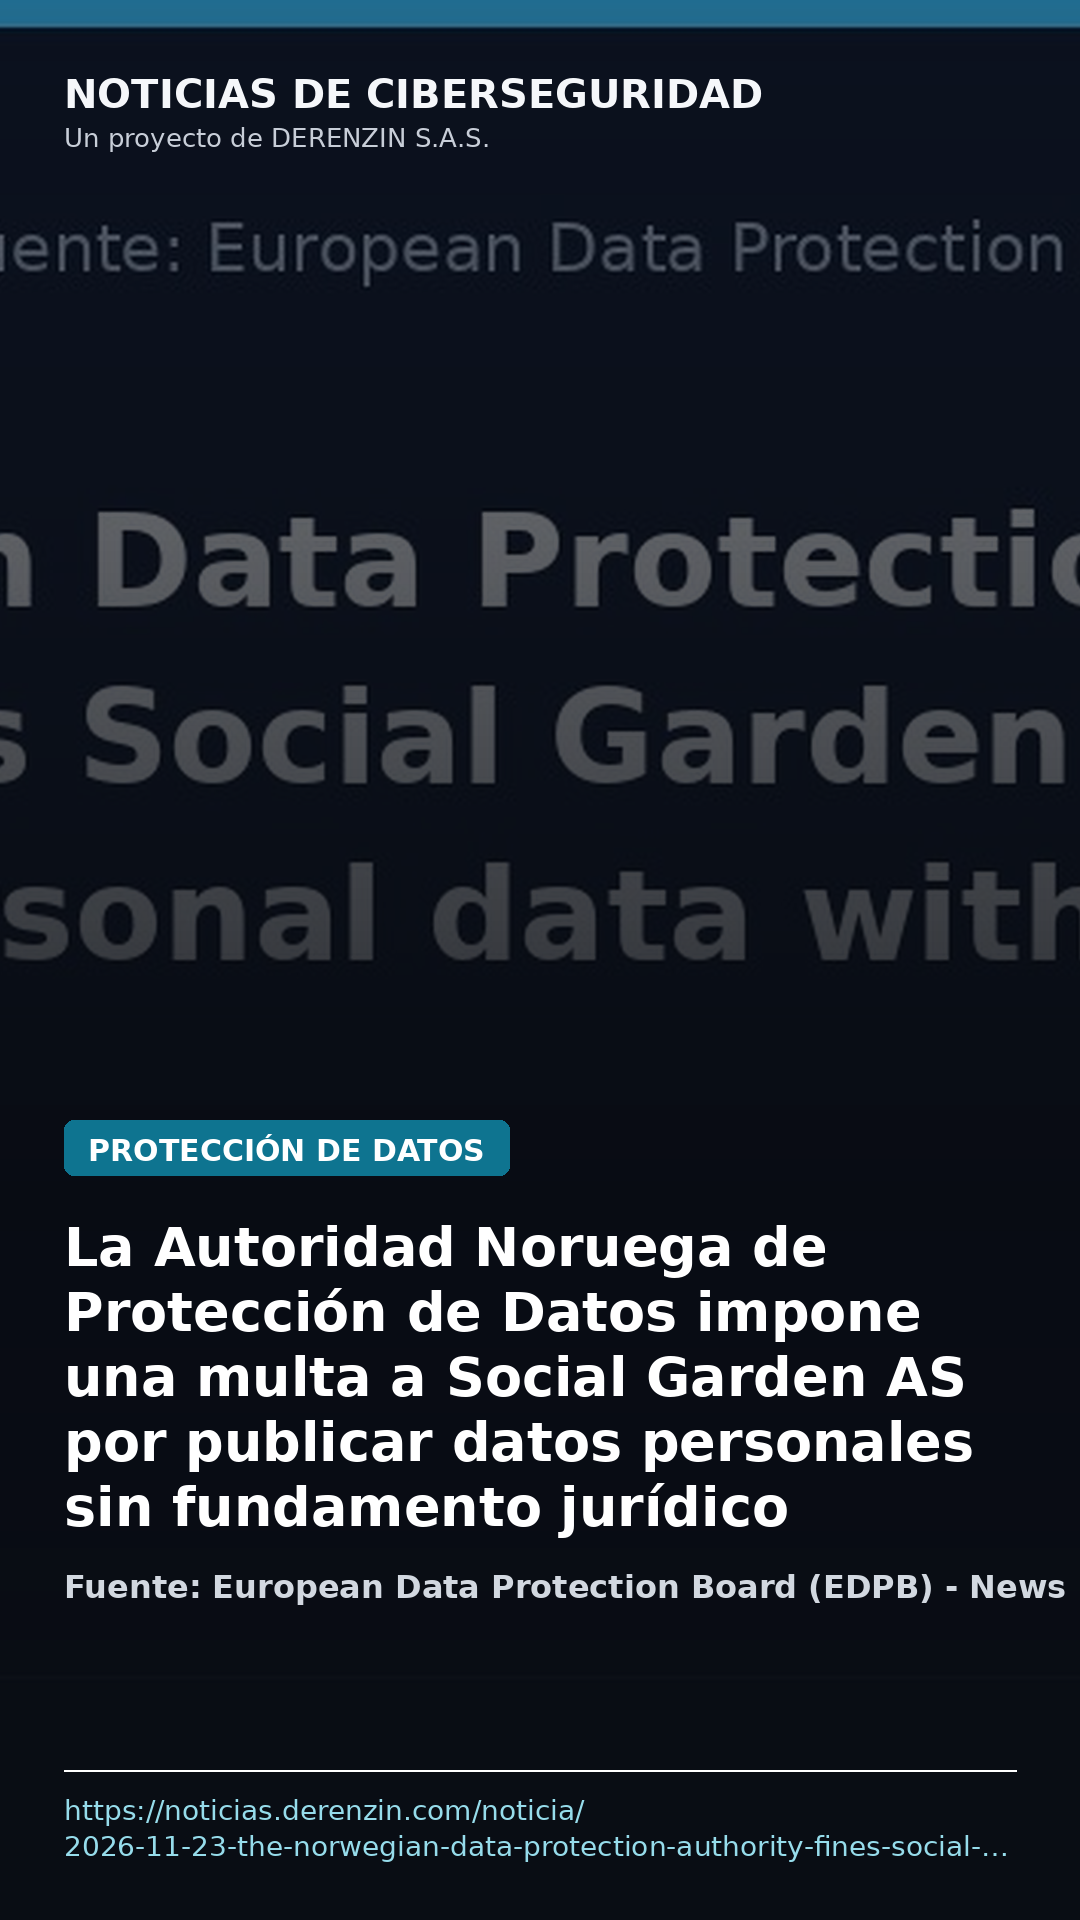 NOTICIAS DE CIBERSEGURIDAD
Un proyecto de DERENZIN S.A.S.
uente: European Data Protection
n Data Protectio
s Social Garden
sonal data with
PROTECCIÓN DE DATOS
La Autoridad Noruega de
Protección de Datos impone
una multa a Social Garden AS
por publicar datos personales
sin fundamento jurídico
Fuente: European Data Protection Board (EDPB) - News
https://noticias.derenzin.com/noticia/
2026-11-23-the-norwegian-data-protection-authority-fines-social-...